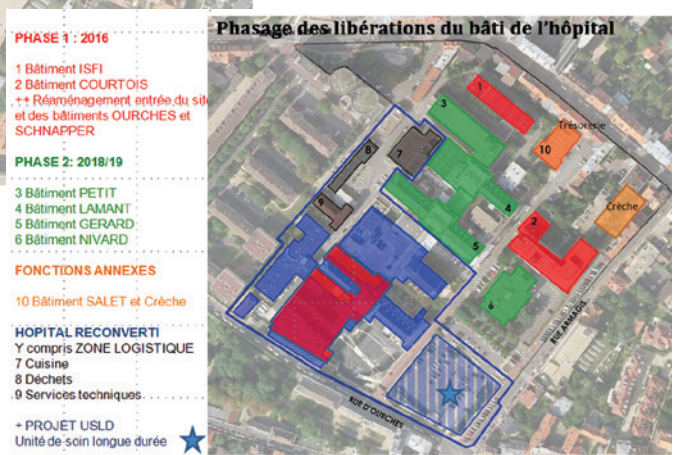 Phasage des libérations du bâti de l'hôpital
PHASE 1 : 2016
1 Bâtiment ISFI
2 Bâtiment COURTOIS
++ Réaménagement entrée du site
et des bâtiments OURCHES et
SCHNAPPER
PHASE 2: 2018/19
3 Bâtiment PETIT
4 Bâtiment LAMANT
5 Bâtiment GERARD
6 Bâtiment NIVARD
FONCTIONS ANNEXES
10 Bâtiment SALET et Crèche
HOPITAL RECONVERTI
Y compris ZONE LOGISTIQUE
7 Cuisine
8 Déchets
9 Services techniques
+ PROJET USLD
Unité de soin longue durée
1
3
Trésorerie
10
8
7
9
4
Crèche
2
5
6
RUE ARMAGIS
RUE D'OURCHES